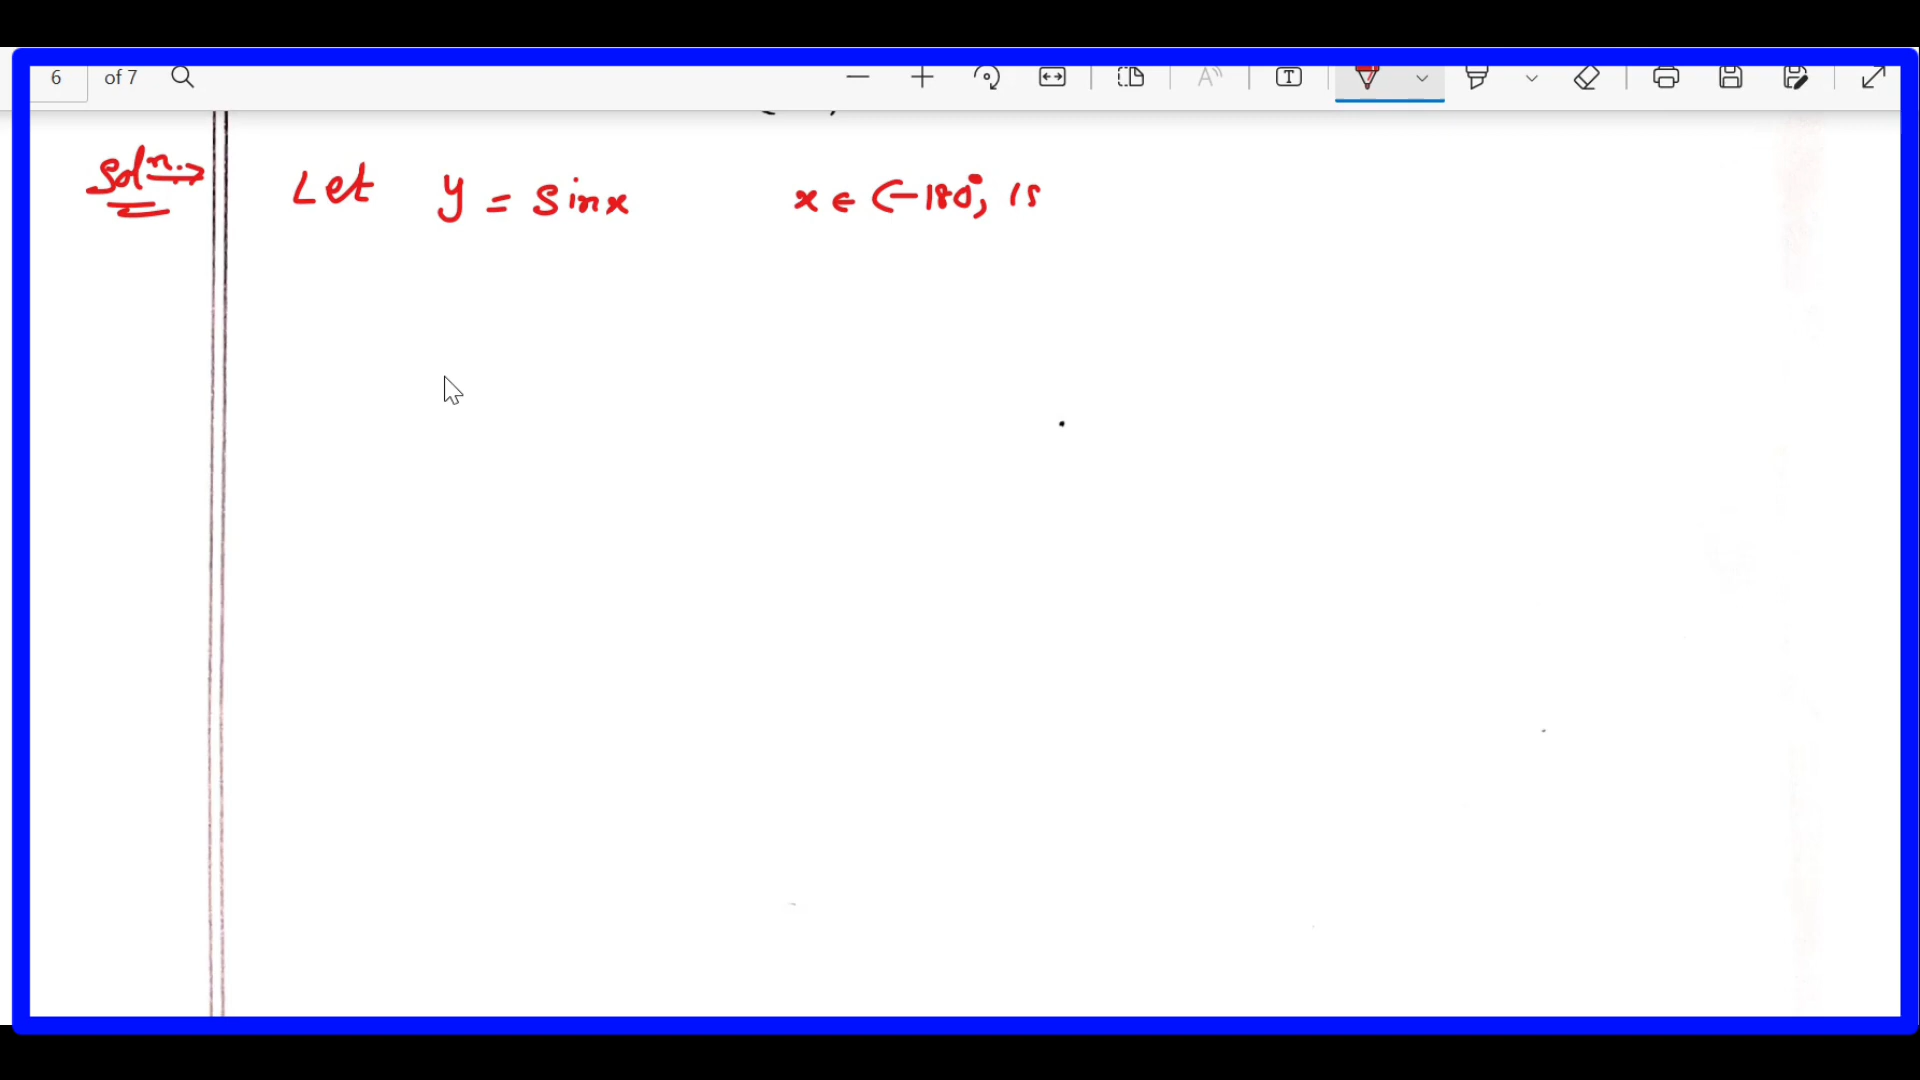 6 of 7
Solⁿ.→ Let y = sinx x ∈ (-180°, 18